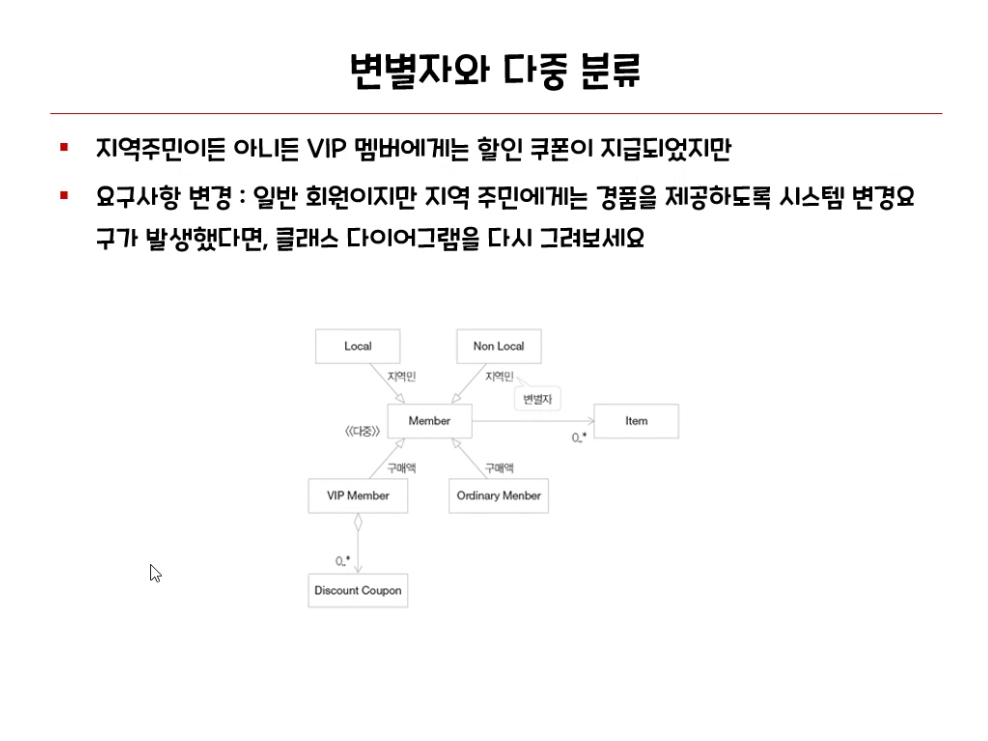 변별자와 다중 분류
지역주민이든 아니든 VIP 멤버에게는 할인 쿠폰이 지급되었지만
요구사항 변경 : 일반 회원이지만 지역 주민에게는 경품을 제공하도록 시스템 변경요
구가 발생했다면, 클래스 다이어그램을 다시 그려보세요
Local
Non Local
지역민
지역민
변별자
Member
Item
<<다중>>
0..*
구매액
구매액
VIP Member
Ordinary Menber
0..*
Discount Coupon